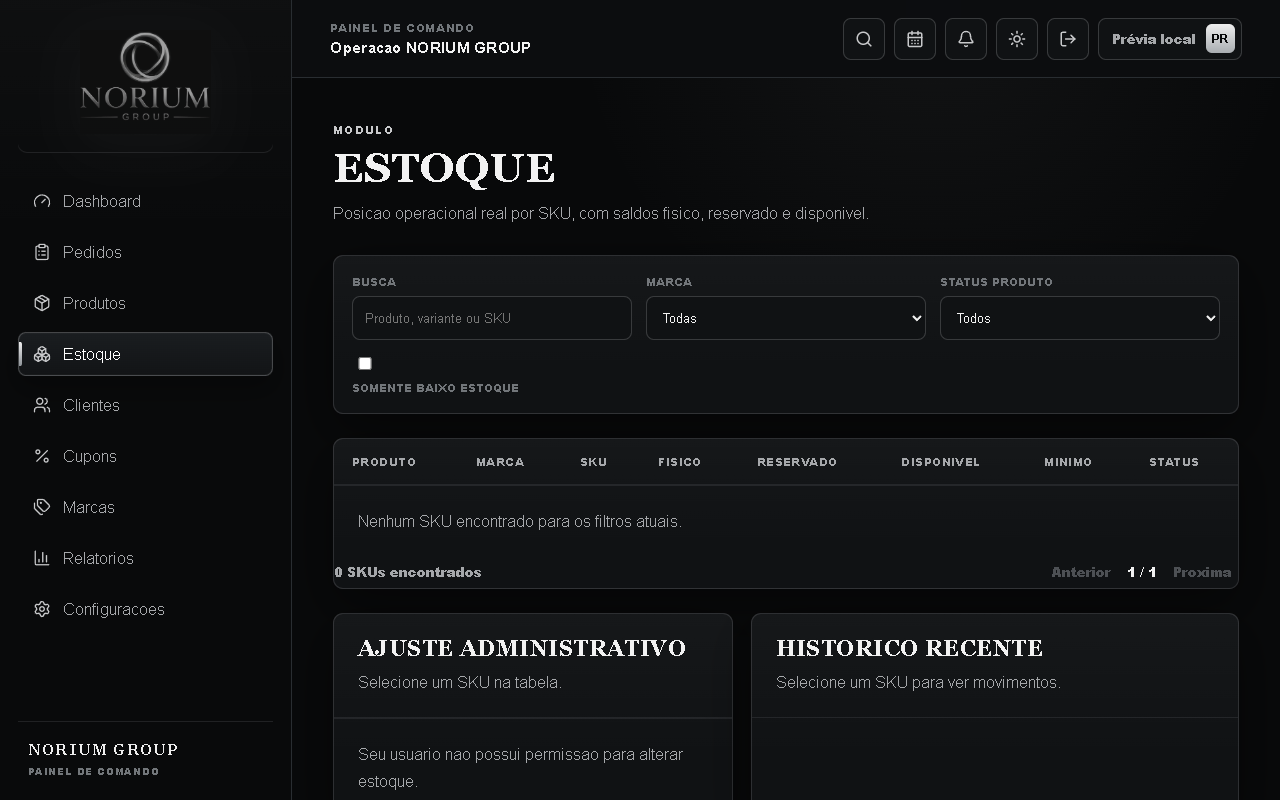 NORIUM
GROUP
Dashboard
Pedidos
Produtos
Estoque
Clientes
Cupons
Marcas
Relatorios
Configuracoes
NORIUM GROUP
PAINEL DE COMANDO
PAINEL DE COMANDO
Operacao NORIUM GROUP
Prévia local PR
MODULO
ESTOQUE
Posicao operacional real por SKU, com saldos fisico, reservado e disponivel.
BUSCA MARCA STATUS PRODUTO
Produto, variante ou SKU Todas Todos
SOMENTE BAIXO ESTOQUE
PRODUTO MARCA SKU FISICO RESERVADO DISPONIVEL MINIMO STATUS
Nenhum SKU encontrado para os filtros atuais.
0 SKUs encontrados Anterior 1 / 1 Proxima
AJUSTE ADMINISTRATIVO
Selecione um SKU na tabela.
Seu usuario nao possui permissao para alterar
estoque.
HISTORICO RECENTE
Selecione um SKU para ver movimentos.